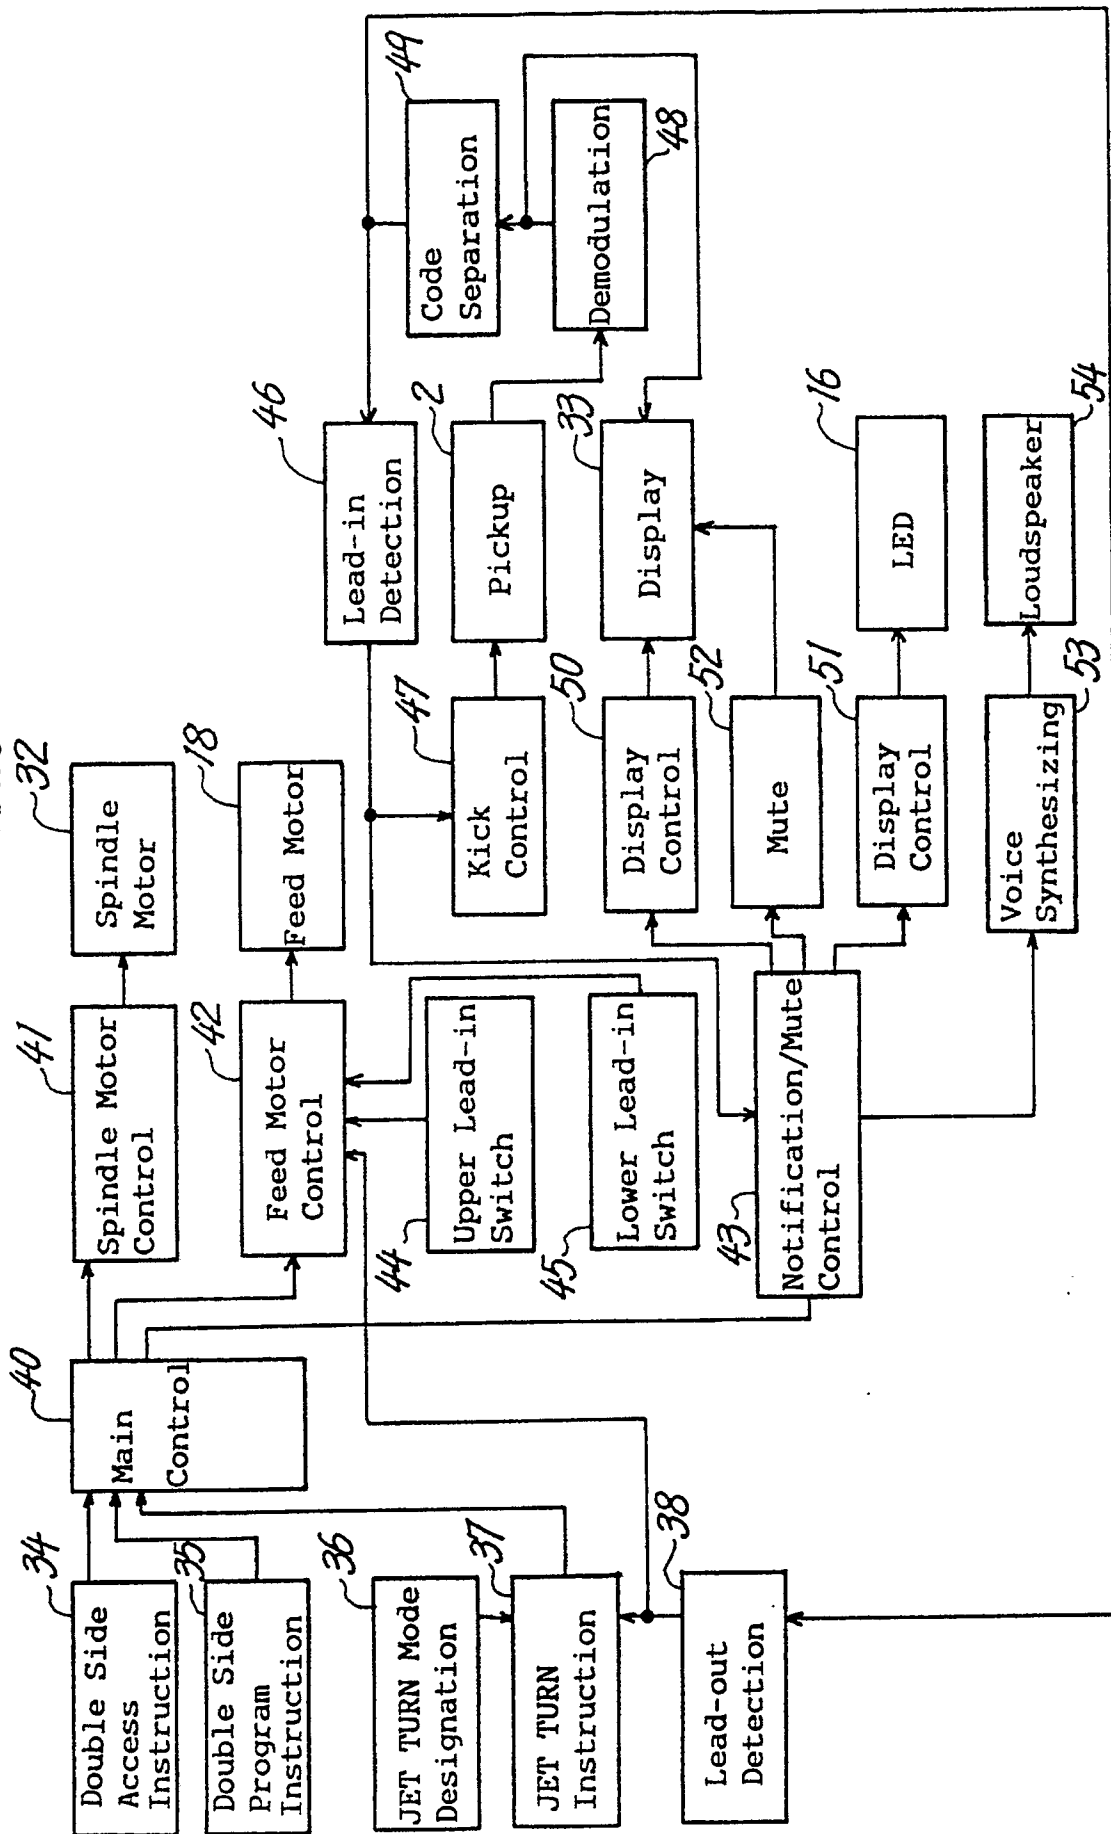 34
Double Side
Access
Instruction
35
Double Side
Program
Instruction
36
JET TURN Mode
Designation
37
JET TURN
Instruction
38
Lead-out
Detection
40
Main
Control
41
Spindle Motor
Control
32
Spindle
Motor
42
Feed Motor
Control
18
Feed Motor
44
Upper Lead-in
Switch
45
Lower Lead-in
Switch
43
Notification/Mute
Control
46
Lead-in
Detection
47
Kick
Control
2
Pickup
49
Code
Separation
48
Demodulation
50
Display
Control
33
Display
52
Mute
51
Display
Control
16
LED
53
Voice
Synthesizing
54
Loudspeaker